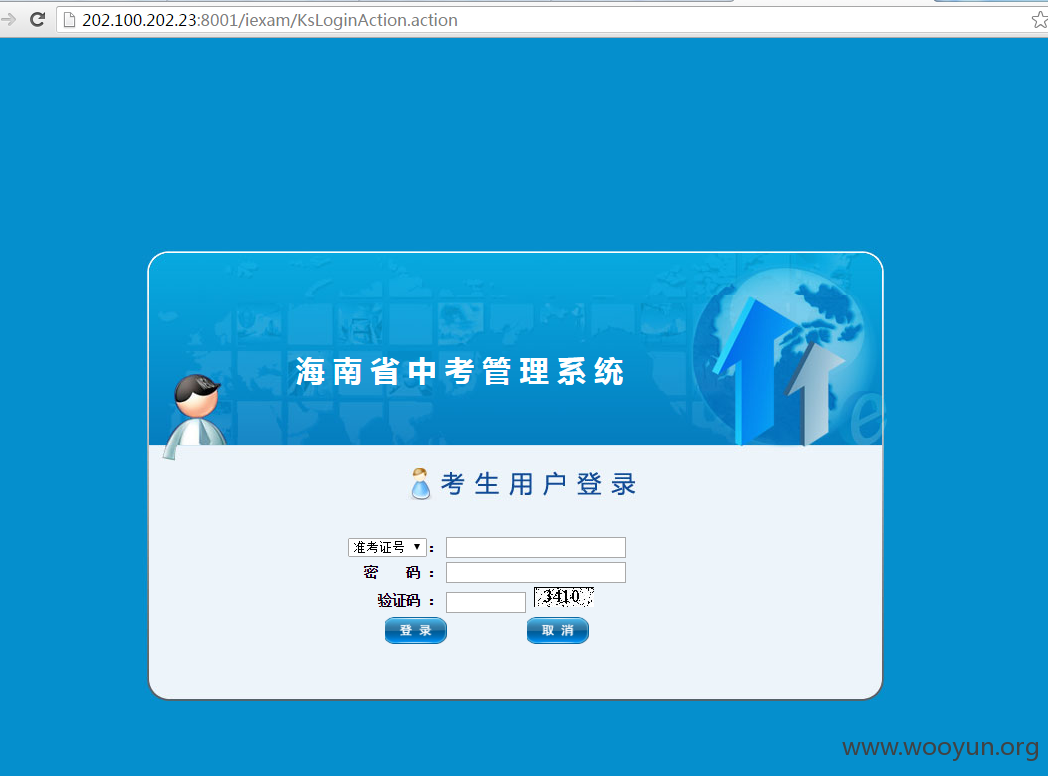 202.100.202.23:8001/iexam/KsLoginAction.action
海南省中考管理系统
考生用户登录
准考证号 ▼ ：
密 码 ：
验证码 ： 3410
登 录 取 消
www.wooyun.org